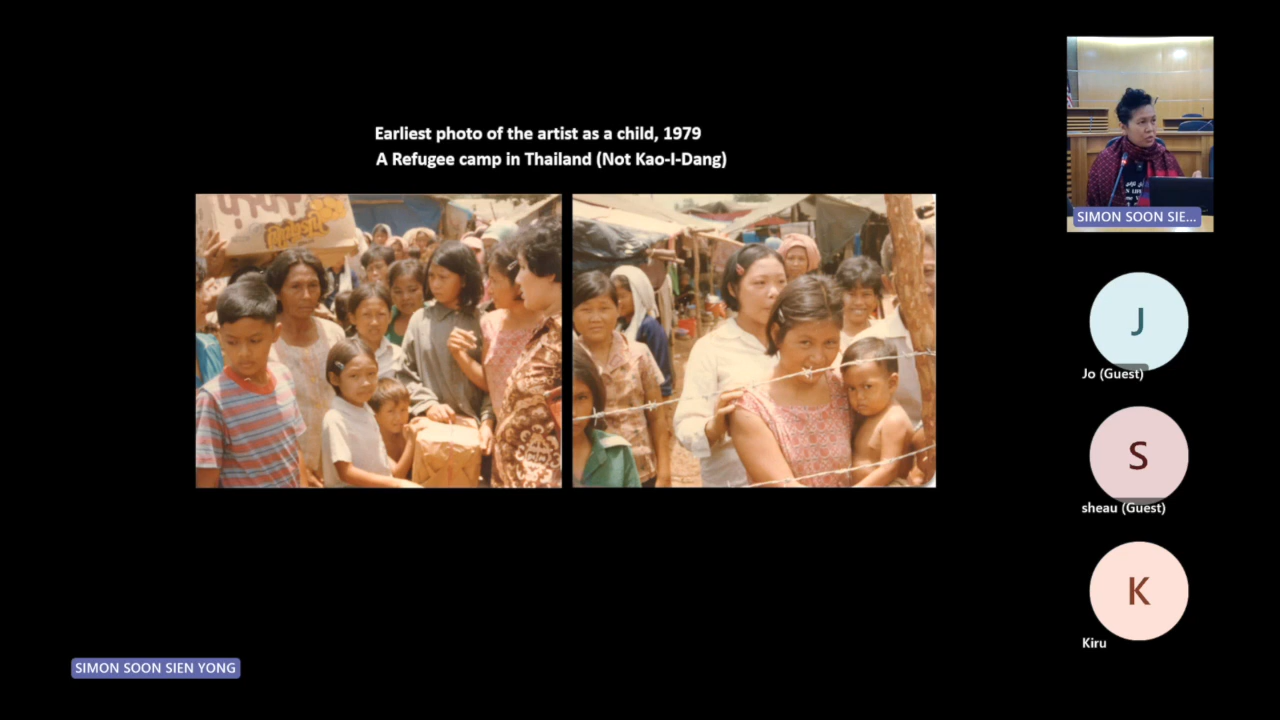 Earliest photo of the artist as a child, 1979
A Refugee camp in Thailand (Not Kao-I-Dang)
SIMON SOON SIE...
J
Jo (Guest)
S
sheau (Guest)
K
Kiru
SIMON SOON SIEN YONG